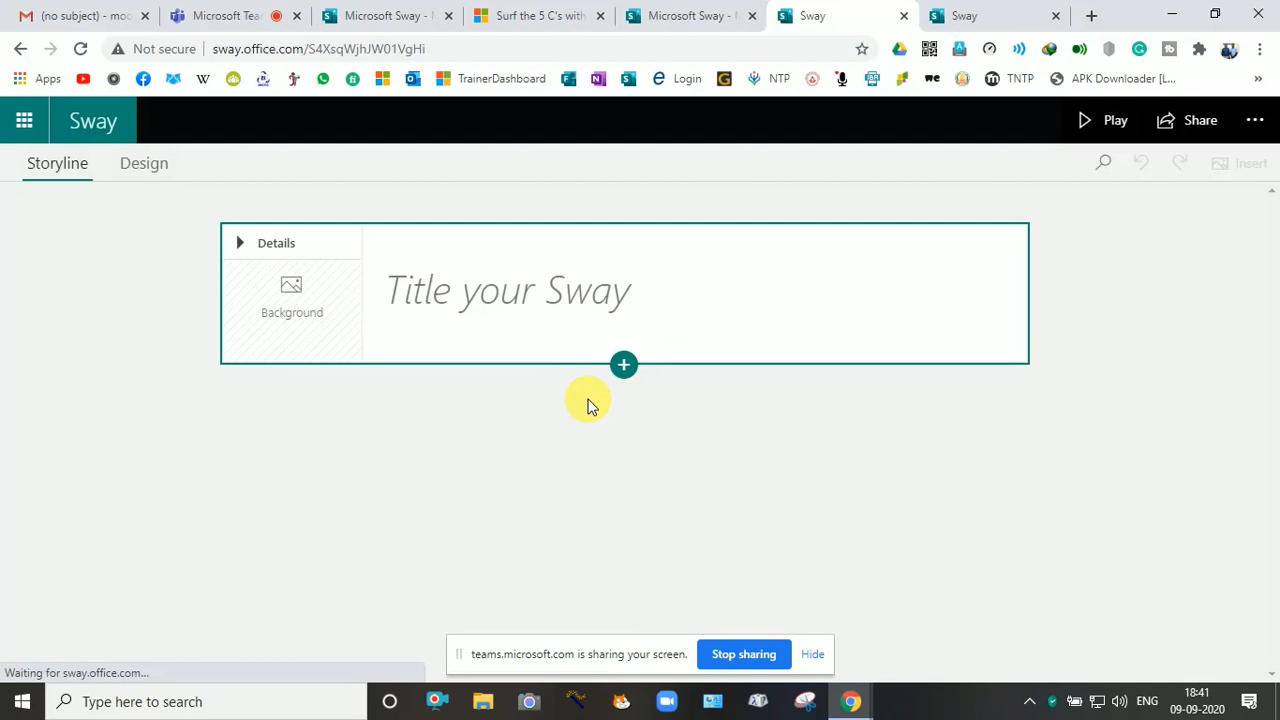 (no subject) - moo
Microsoft Tea
Microsoft Sway - M
Surf the 5 C's with
Microsoft Sway - M
Sway
Sway
Not secure
sway.office.com/S4XsqWjhJW01VgHi
Apps
TrainerDashboard
Login
NTP
TNTP
APK Downloader [L...
Sway
Play
Share
Storyline
Design
Insert
Details
Background
Title your Sway
teams.microsoft.com is sharing your screen.
Stop sharing
Hide
Waiting for sway.office.com...
Type here to search
ENG
18:41
09-09-2020